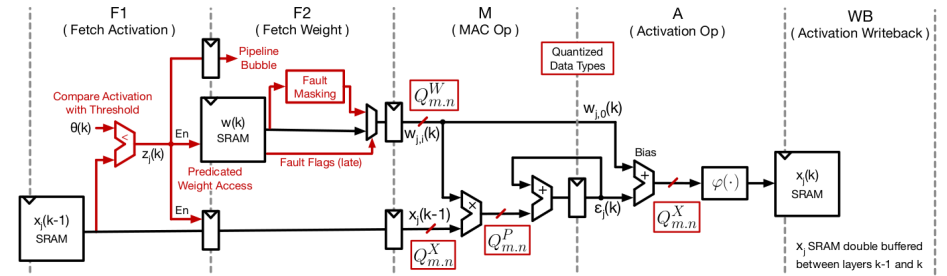 F1
( Fetch Activation )
F2
( Fetch Weight )
M
( MAC Op )
A
( Activation Op )
WB
( Activation Writeback )
Pipeline
Bubble
Quantized
Data Types
Fault
Masking
Q^W_{m.n}
Compare Activation
with Threshold
θ(k)
<
z_j(k)
En
w(k)
SRAM
w_{j,i}(k)
w_{j,0}(k)
Fault Flags (late)
Predicated
Weight Access
Bias
+
+
×
φ(·)
x_j(k)
SRAM
En
x_j(k-1)
SRAM
x_j(k-1)
ε_j(k)
Q^X_{m.n}
Q^P_{m.n}
Q^X_{m.n}
x_j SRAM double buffered
between layers k-1 and k